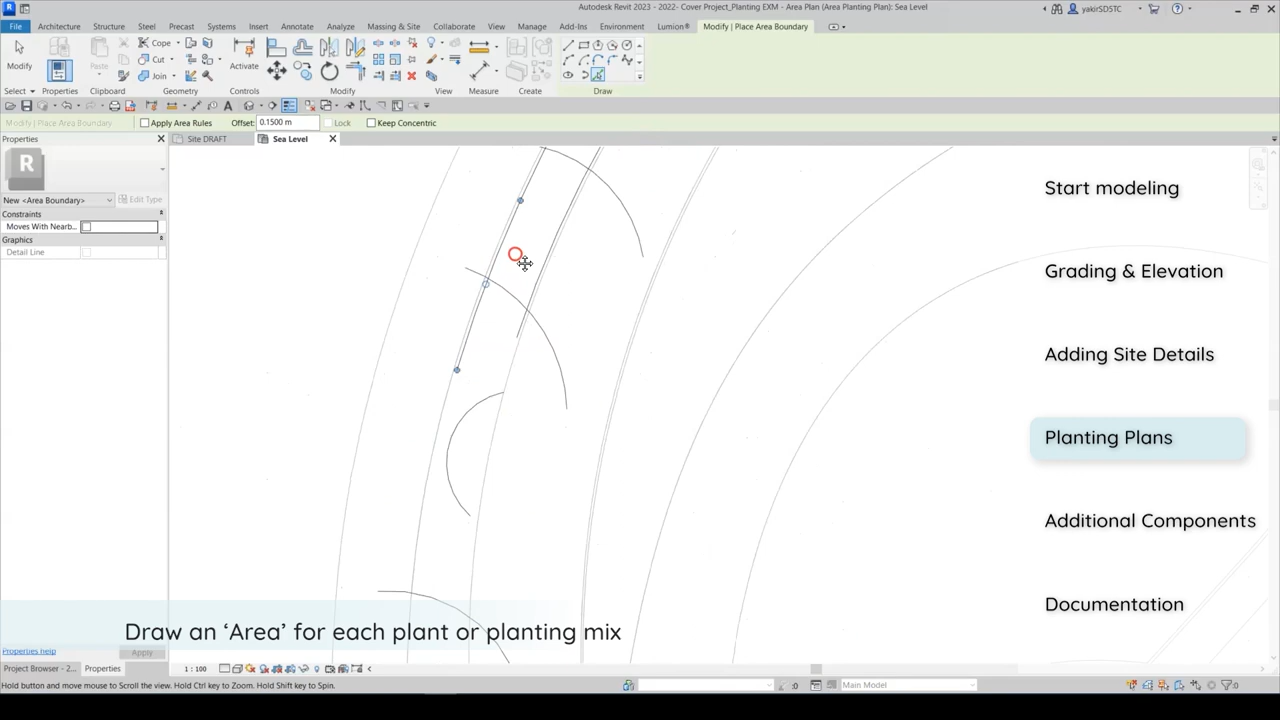 Autodesk Revit 2023 - 2022- Cover Project_Planting EXM - Area Plan (Area Planting Plan): Sea Level
yakirSDSTC
File Architecture Structure Steel Precast Systems Insert Annotate Analyze Massing & Site Collaborate View Manage Add-Ins Enscape™ Lumion® Modify | Place Area Boundary
Modify
Paste
Cope
Cut
Join
Activate
Select Properties Clipboard Geometry Controls Modify View Measure Create Draw
Modify | Place Area Boundary Apply Area Rules Offset: 0.1500 m Lock Keep Concentric
Properties
Site DRAFT
Sea Level
R
New <Area Boundary> Edit Type
Constraints
Moves With Nearb...
Graphics
Detail Line
Start modeling
Grading & Elevation
Adding Site Details
Planting Plans
Additional Components
Documentation
Draw an ‘Area’ for each plant or planting mix
Properties help Apply
Project Browser - 2... Properties 1 : 100
Hold button and move mouse to Scroll the view. Hold Ctrl key to Zoom. Hold Shift key to Spin. :0 Main Model :0